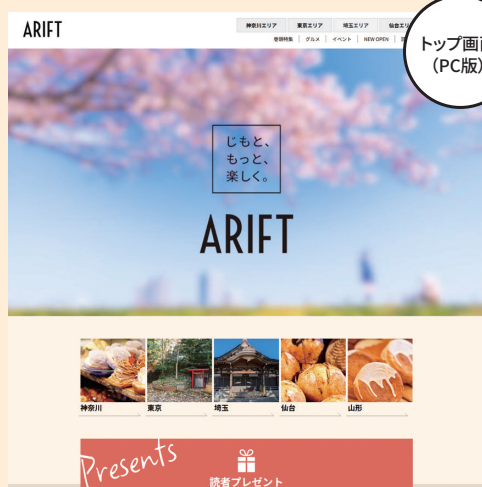 ARIFT
神奈川エリア
東京エリア
埼玉エリア
仙台エリ
巻頭特集
グルメ
イベント
NEW OPEN
トップ画面
(PC版)
じもと、
もっと、
楽しく。
ARIFT
神奈川
東京
埼玉
仙台
山形
Presents
読者プレゼント